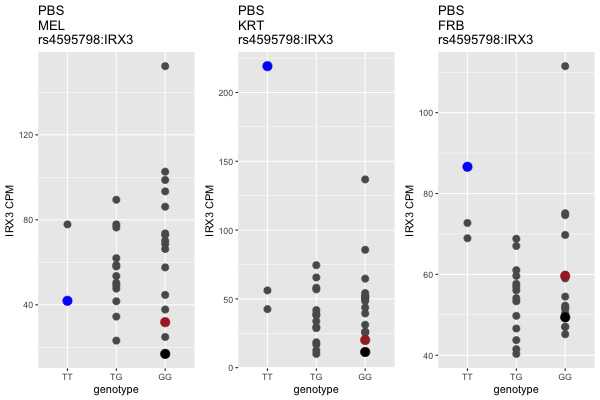 PBS
MEL
rs4595798:IRX3
120
80
40
IRX3 CPM
TT
TG
GG
genotype
PBS
KRT
rs4595798:IRX3
200
150
100
50
0
IRX3 CPM
TT
TG
GG
genotype
PBS
FRB
rs4595798:IRX3
100
80
60
40
IRX3 CPM
TT
TG
GG
genotype